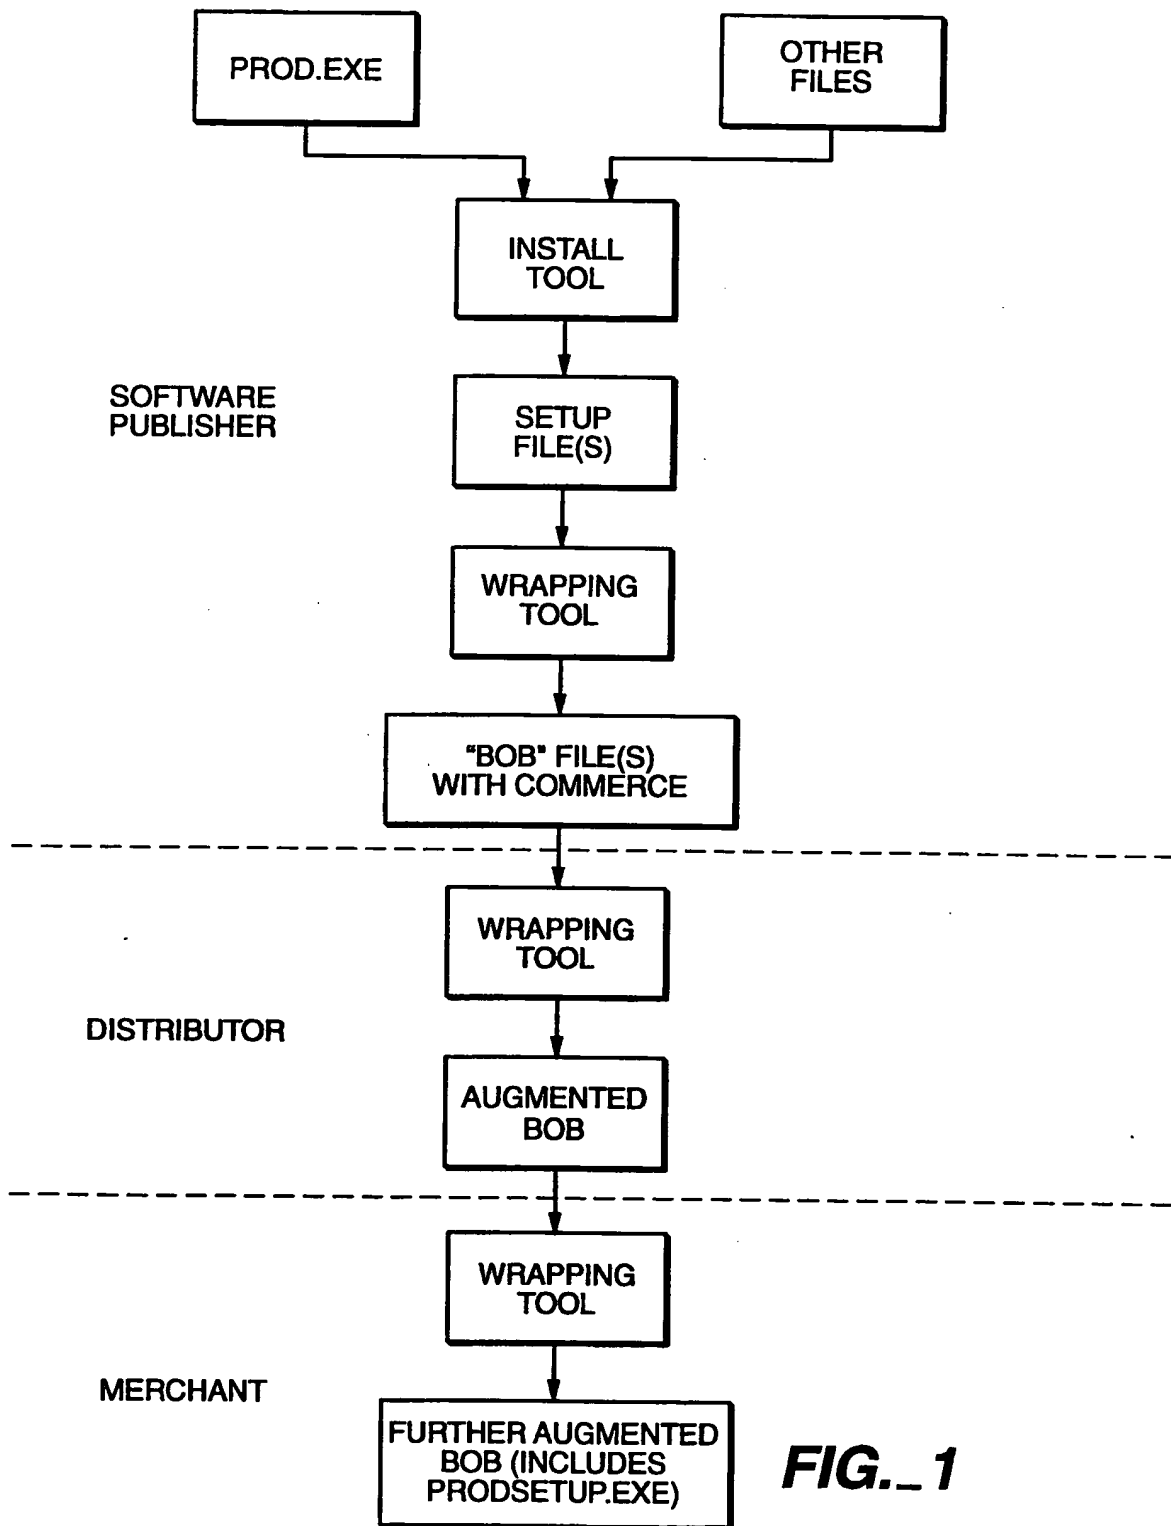 PROD.EXE
OTHER
FILES
INSTALL
TOOL
SOFTWARE
PUBLISHER
SETUP
FILE(S)
WRAPPING
TOOL
"BOB" FILE(S)
WITH COMMERCE
WRAPPING
TOOL
DISTRIBUTOR
AUGMENTED
BOB
WRAPPING
TOOL
MERCHANT
FURTHER AUGMENTED
BOB (INCLUDES
PRODSETUP.EXE)
FIG._1